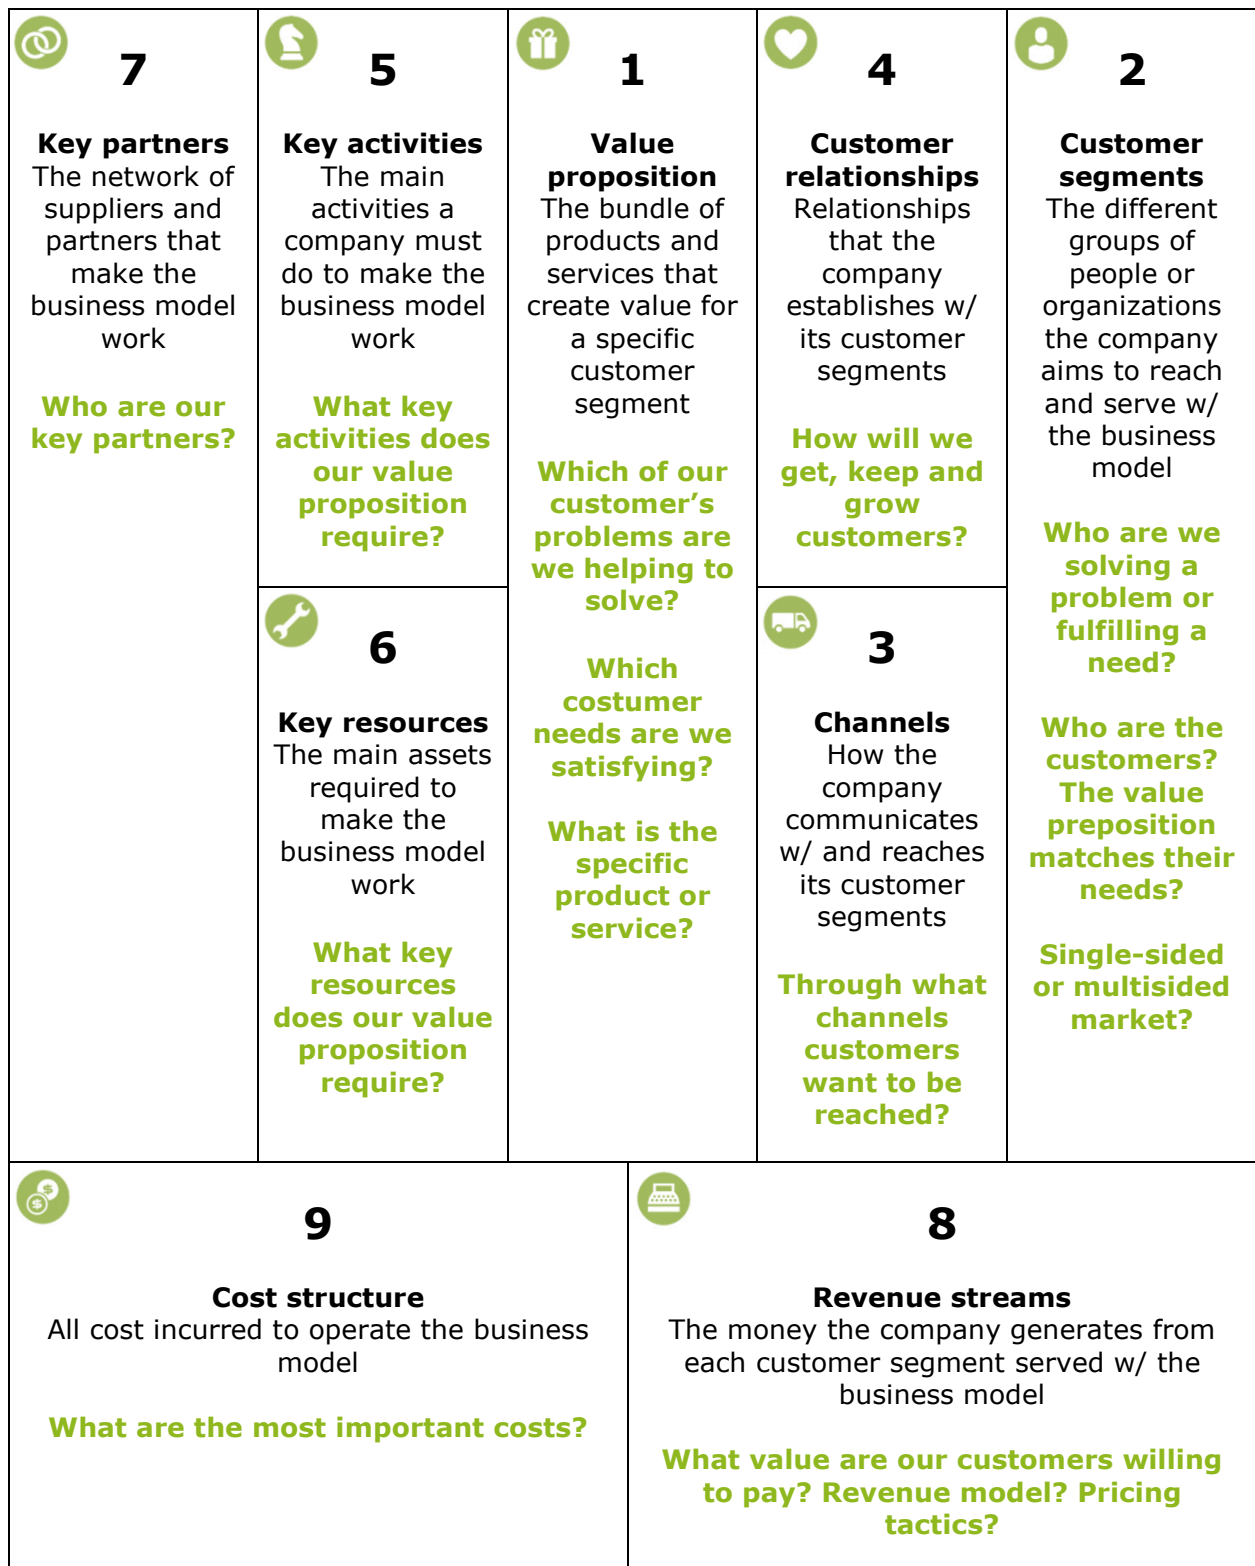 7
Key partners
The network of
suppliers and
partners that
make the
business model
work
Who are our
key partners?
5
Key activities
The main
activities a
company must
do to make the
business model
work
What key
activities does
our value
proposition
require?
6
Key resources
The main assets
required to
make the
business model
work
What key
resources
does our value
proposition
require?
1
Value
proposition
The bundle of
products and
services that
create value for
a specific
customer
segment
Which of our
customer’s
problems are
we helping to
solve?
Which
costumer
needs are we
satisfying?
What is the
specific
product or
service?
4
Customer
relationships
Relationships
that the
company
establishes w/
its customer
segments
How will we
get, keep and
grow
customers?
3
Channels
How the
company
communicates
w/ and reaches
its customer
segments
Through what
channels
customers
want to be
reached?
2
Customer
segments
The different
groups of
people or
organizations
the company
aims to reach
and serve w/
the business
model
Who are we
solving a
problem or
fulfilling a
need?
Who are the
customers?
The value
preposition
matches their
needs?
Single-sided
or multisided
market?
9
Cost structure
All cost incurred to operate the business
model
What are the most important costs?
8
Revenue streams
The money the company generates from
each customer segment served w/ the
business model
What value are our customers willing
to pay? Revenue model? Pricing
tactics?